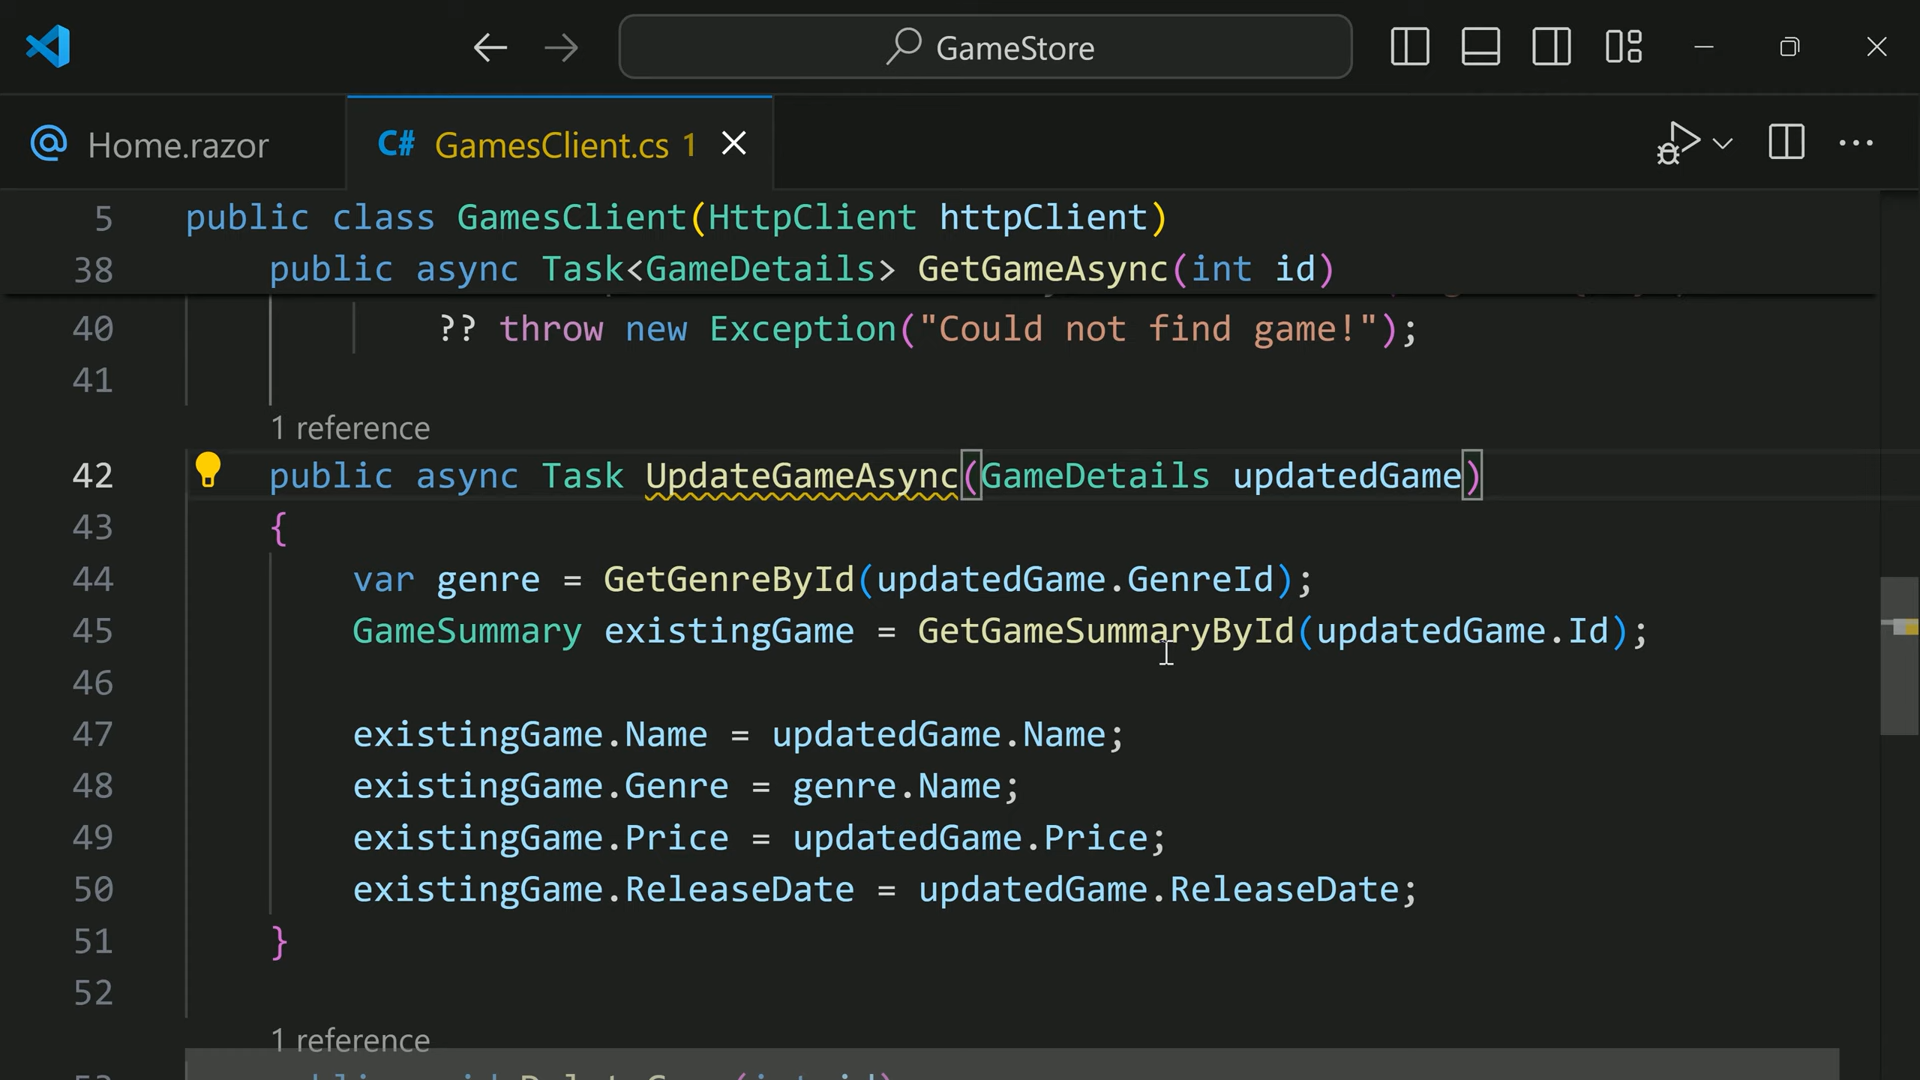 GameStore
Home.razor
C# GamesClient.cs 1
5 public class GamesClient(HttpClient httpClient)
38 public async Task<GameDetails> GetGameAsync(int id)
40 ?? throw new Exception("Could not find game!");
41
1 reference
42 public async Task UpdateGameAsync(GameDetails updatedGame)
43 {
44 var genre = GetGenreById(updatedGame.GenreId);
45 GameSummary existingGame = GetGameSummaryById(updatedGame.Id);
46
47 existingGame.Name = updatedGame.Name;
48 existingGame.Genre = genre.Name;
49 existingGame.Price = updatedGame.Price;
50 existingGame.ReleaseDate = updatedGame.ReleaseDate;
51 }
52
1 reference